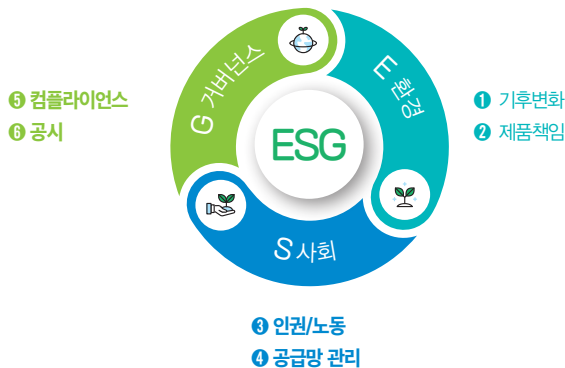 G 거버넌스
E 환경
ESG
S 사회
❺ 컴플라이언스
❻ 공시
❶ 기후변화
❷ 제품책임
❸ 인권/노동
❹ 공급망 관리